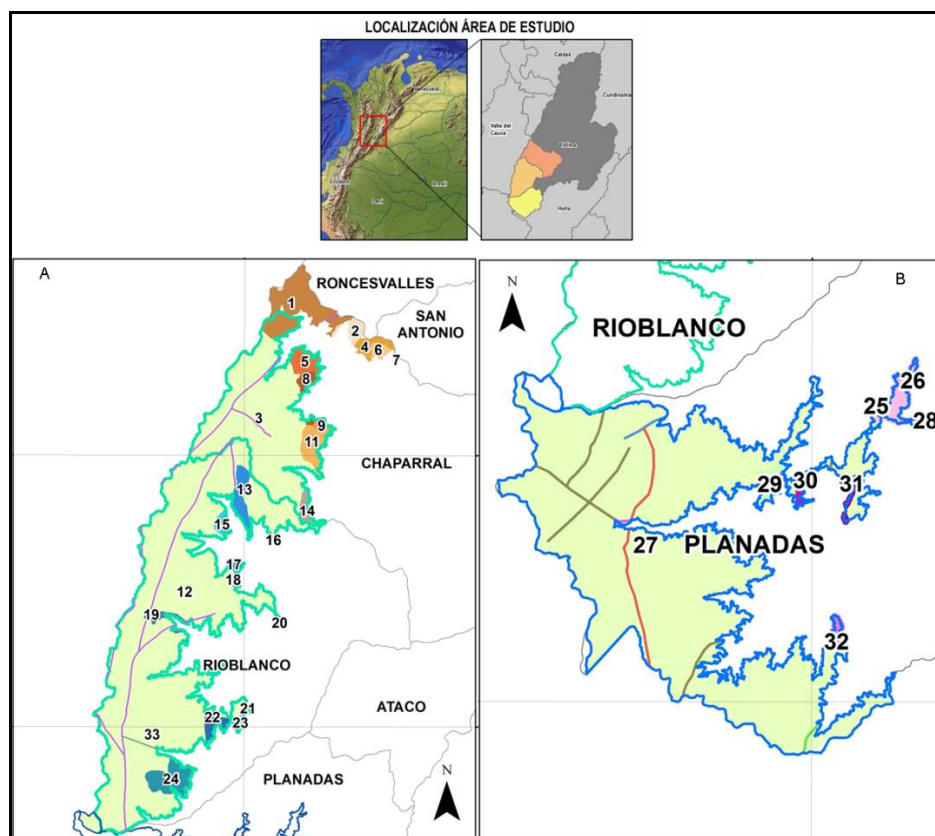 LOCALIZACIÓN ÁREA DE ESTUDIO
Venezuela
Ecuador
Perú
Brasil
Caldas
Cundinamar
Valle del
Cauca
Tolima
Huila
A
RONCESVALLES
1
SAN
ANTONIO
2
4
6
7
5
8
3
9
11
CHAPARRAL
13
14
15
16
17
18
12
19
20
RIOBLANCO
21
22
23
ATACO
33
24
PLANADAS
N
N
B
RIOBLANCO
26
25
28
29
30
31
27
PLANADAS
32